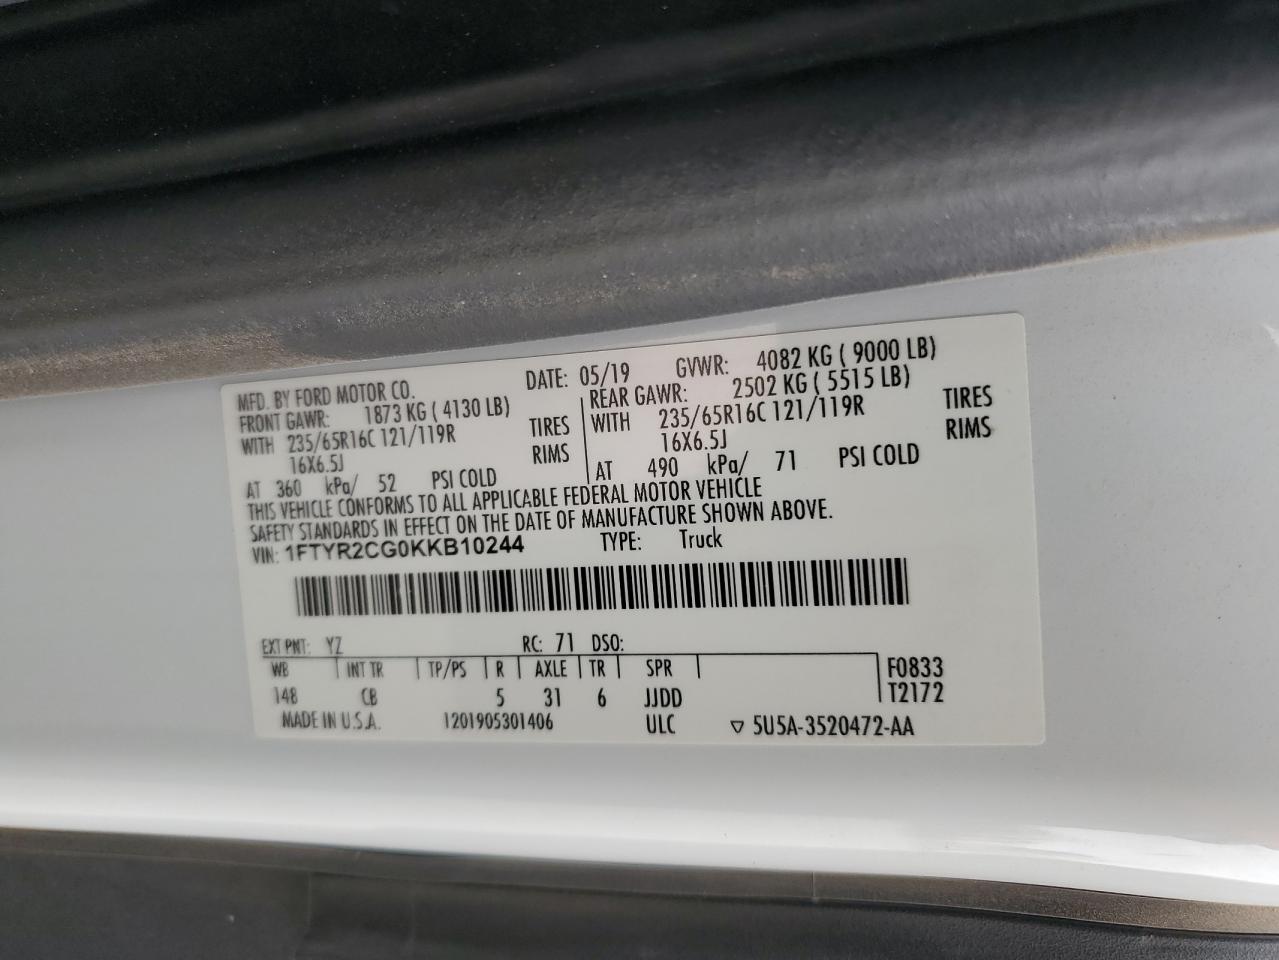 MFD. BY FORD MOTOR CO. DATE: 05/19 GVWR: 4082 KG ( 9000 LB)
FRONT GAWR: 1873 KG ( 4130 LB) REAR GAWR: 2502 KG ( 5515 LB)
WITH 235/65R16C 121/119R TIRES WITH 235/65R16C 121/119R TIRES
16X6.5J RIMS 16X6.5J RIMS
AT 360 kPa/ 52 PSI COLD AT 490 kPa/ 71 PSI COLD
THIS VEHICLE CONFORMS TO ALL APPLICABLE FEDERAL MOTOR VEHICLE
SAFETY STANDARDS IN EFFECT ON THE DATE OF MANUFACTURE SHOWN ABOVE.
VIN: 1FTYR2CG0KKB10244 TYPE: Truck
EXT PNT: YZ RC: 71 DSO:
WB INT TR TP/PS R AXLE TR SPR F0833
148 CB 5 31 6 JJDD T2172
MADE IN U.S.A. 1201905301406 ULC ▽ 5U5A-3520472-AA